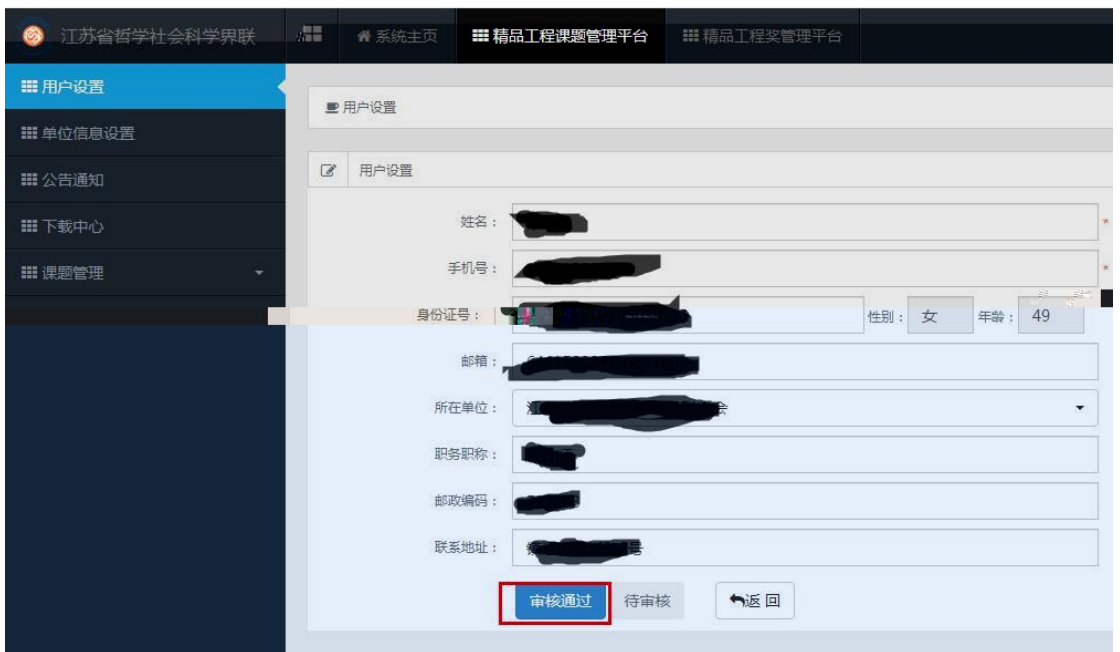 江苏省哲学社会科学界联
系统主页
精品工程课题管理平台
精品工程奖管理平台
用户设置
单位信息设置
公告通知
下载中心
课题管理
用户设置
用户设置
姓名：
*
手机号：
*
身份证号：
性别： 女 年龄： 49
邮箱：
所在单位： 会
职务职称：
邮政编码：
联系地址： 号
审核通过 待审核 返 回